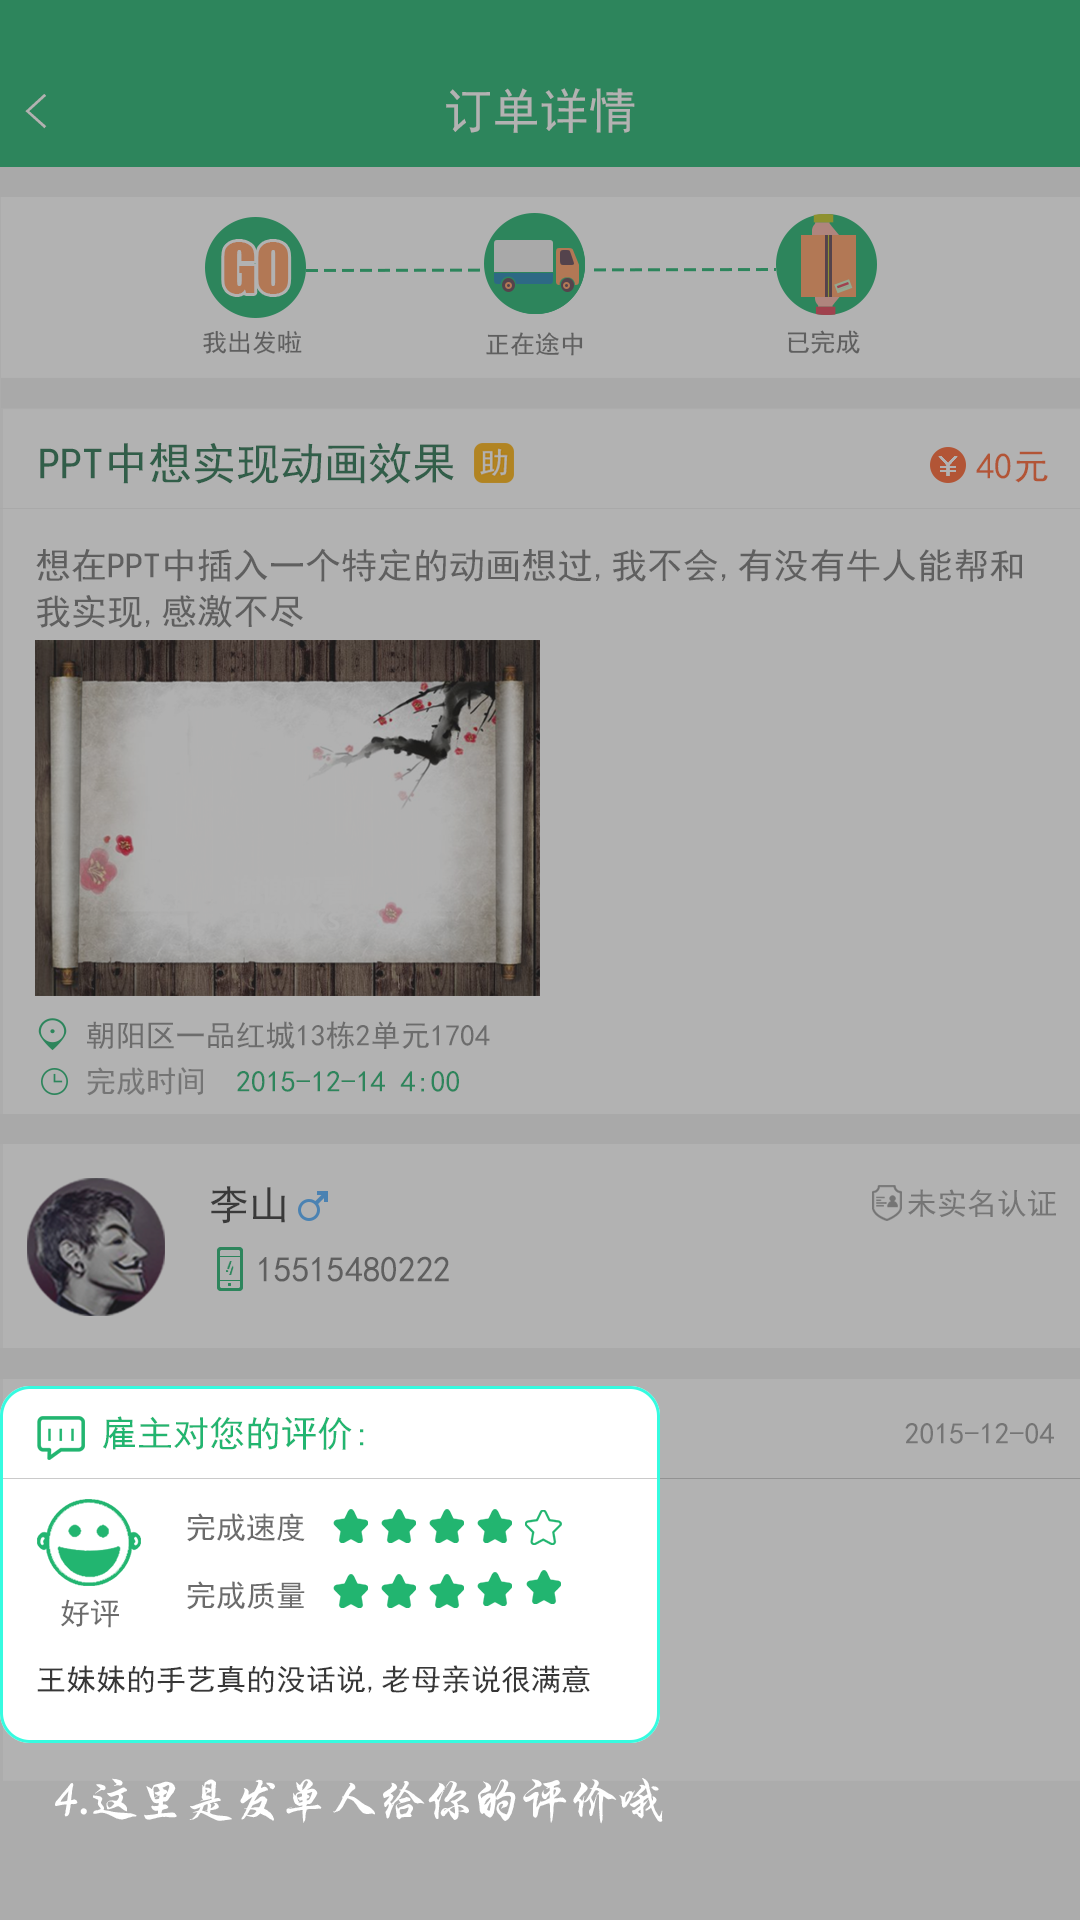 订单详情
GO
我出发啦
正在途中
已完成
PPT中想实现动画效果 助
¥ 40元
想在PPT中插入一个特定的动画想过,我不会,有没有牛人能帮和
我实现,感激不尽
朝阳区一品红城13栋2单元1704
完成时间 2015-12-14 4:00
李山
未实名认证
15515480222
雇主对您的评价:
2015-12-04
完成速度
完成质量
好评
王妹妹的手艺真的没话说,老母亲说很满意
4.这里是发单人给你的评价哦